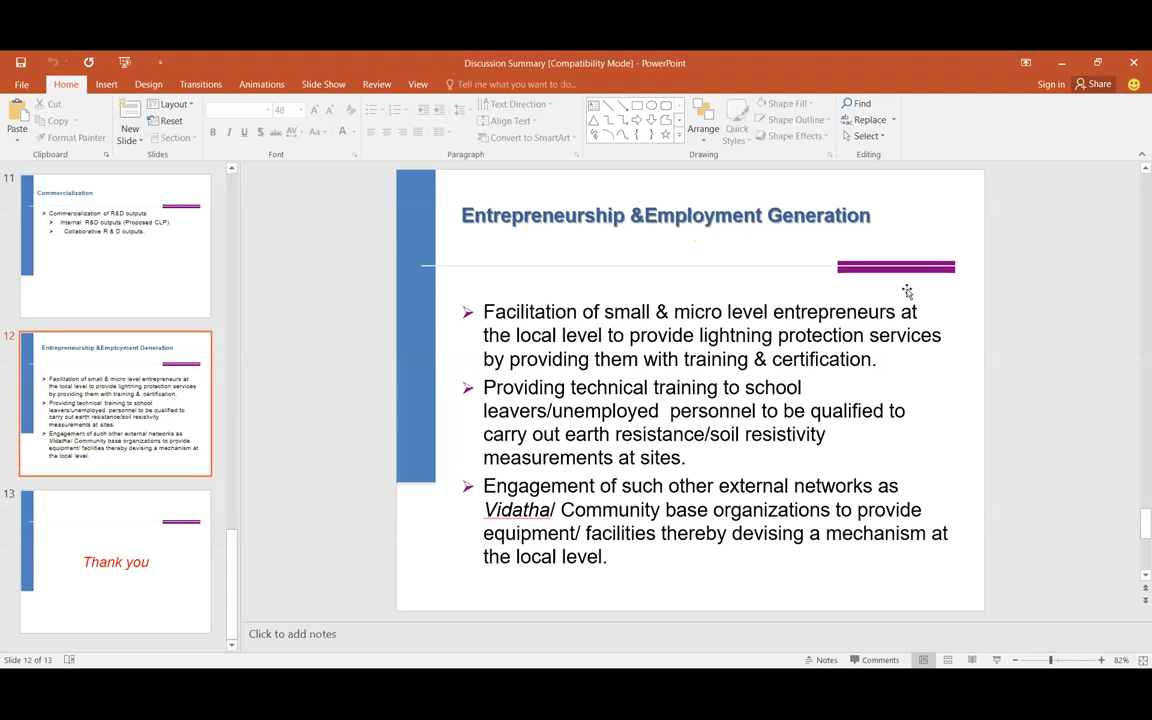 Discussion Summary [Compatibility Mode] - PowerPoint
File Home Insert Design Transitions Animations Slide Show Review View Tell me what you want to do... Sign in Share
Paste
Cut
Copy
Format Painter
Clipboard
New Slide
Layout
Reset
Section
Slides
48
B I U S abc AV Aa A
Font
Text Direction
Align Text
Convert to SmartArt
Paragraph
Arrange
Quick Styles
Shape Fill
Shape Outline
Shape Effects
Drawing
Find
Replace
Select
Editing
11
Commercialization
Commercialization of R&D outputs
Internal R&D outputs (Proposed CLP).
Collaborative R & D outputs.
12
Entrepreneurship &Employment Generation
Facilitation of small & micro level entrepreneurs at
the local level to provide lightning protection services
by providing them with training & certification.
Providing technical training to school
leavers/unemployed personnel to be qualified to
carry out earth resistance/soil resistivity
measurements at sites.
Engagement of such other external networks as
Vidatha/ Community base organizations to provide
equipment/ facilities thereby devising a mechanism at
the local level.
13
Thank you
Entrepreneurship &Employment Generation
Facilitation of small & micro level entrepreneurs at
the local level to provide lightning protection services
by providing them with training & certification.
Providing technical training to school
leavers/unemployed personnel to be qualified to
carry out earth resistance/soil resistivity
measurements at sites.
Engagement of such other external networks as
Vidatha/ Community base organizations to provide
equipment/ facilities thereby devising a mechanism at
the local level.
Click to add notes
Slide 12 of 13 Notes Comments 82%